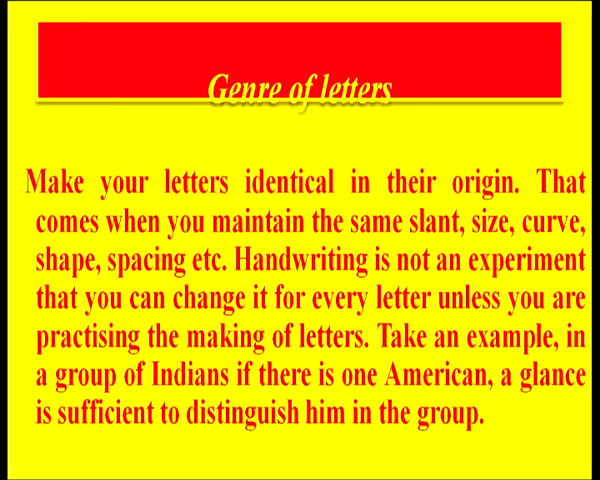 Genre of letters
Make your letters identical in their origin. That
comes when you maintain the same slant, size, curve,
shape, spacing etc. Handwriting is not an experiment
that you can change it for every letter unless you are
practising the making of letters. Take an example, in
a group of Indians if there is one American, a glance
is sufficient to distinguish him in the group.